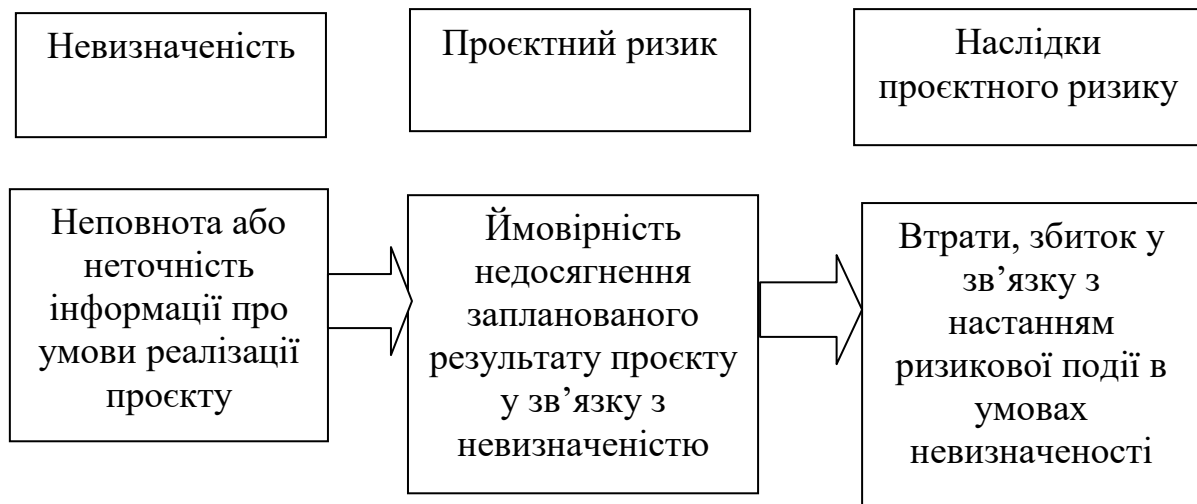 Невизначеність
Проєктний ризик
Наслідки
проєктного ризику
Неповнота або
неточність
інформації про
умови реалізації
проєкту
Ймовірність
недосягнення
запланованого
результату проєкту
у зв’язку з
невизначеністю
Втрати, збиток у
зв’язку з
настанням
ризикової події в
умовах
невизначеності